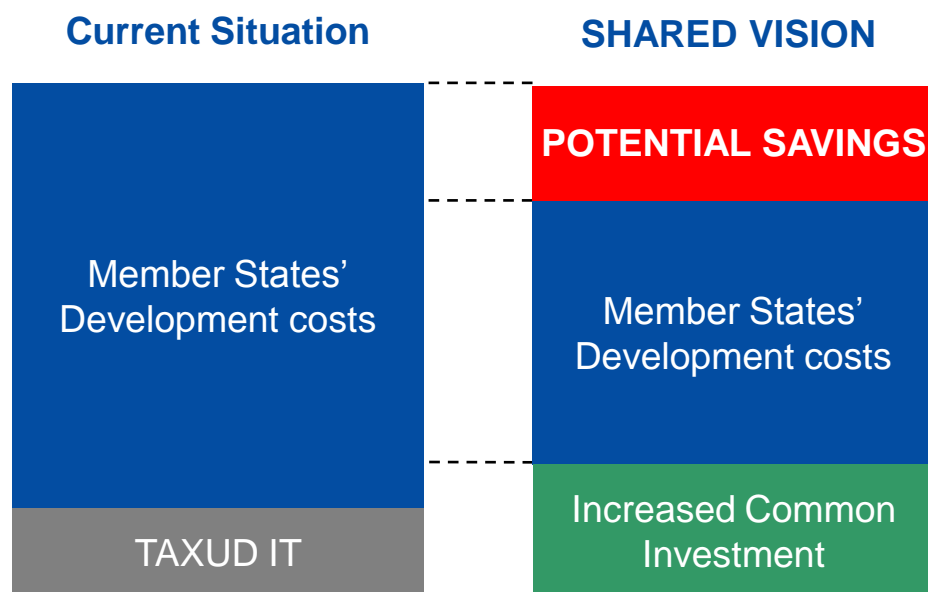 Current Situation
SHARED VISION
POTENTIAL SAVINGS
Member States’
Development costs
Member States’
Development costs
TAXUD IT
Increased Common
Investment